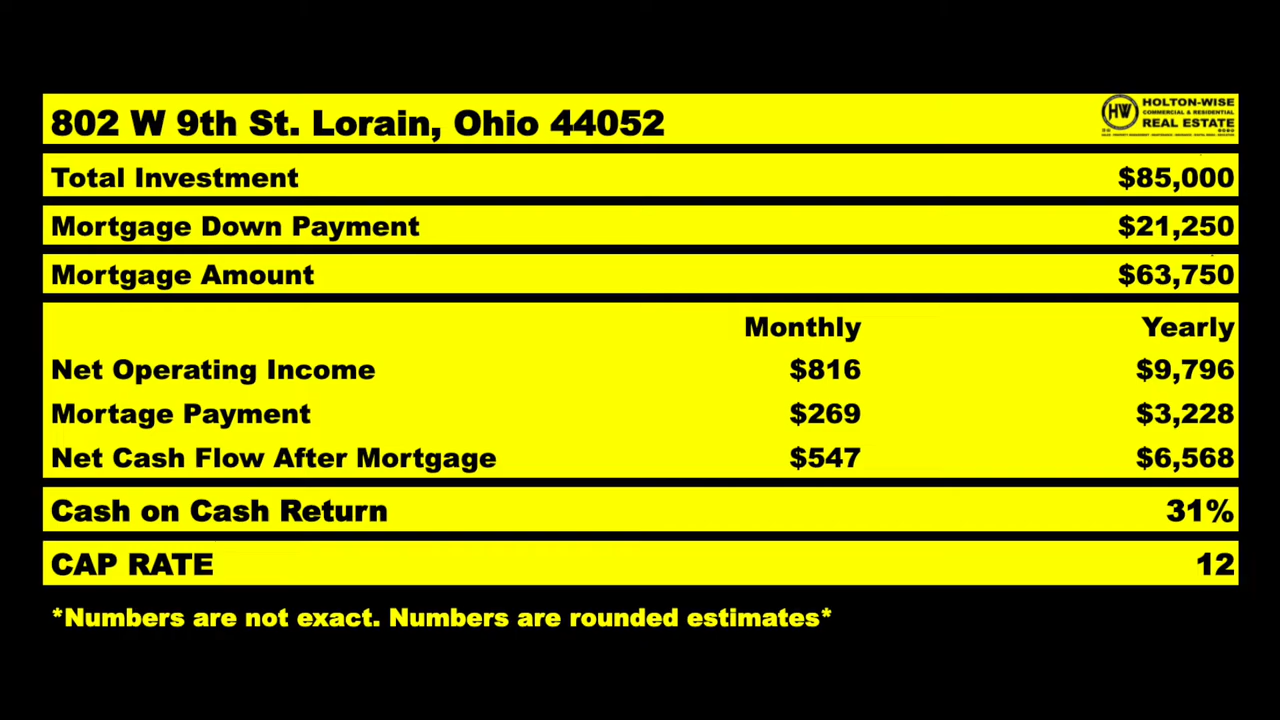 802 W 9th St. Lorain, Ohio 44052
HW
HOLTON-WISE
COMMERCIAL & RESIDENTIAL
REAL ESTATE
Total Investment $85,000
Mortgage Down Payment $21,250
Mortgage Amount $63,750
Monthly Yearly
Net Operating Income $816 $9,796
Mortage Payment $269 $3,228
Net Cash Flow After Mortgage $547 $6,568
Cash on Cash Return 31%
CAP RATE 12
*Numbers are not exact. Numbers are rounded estimates*